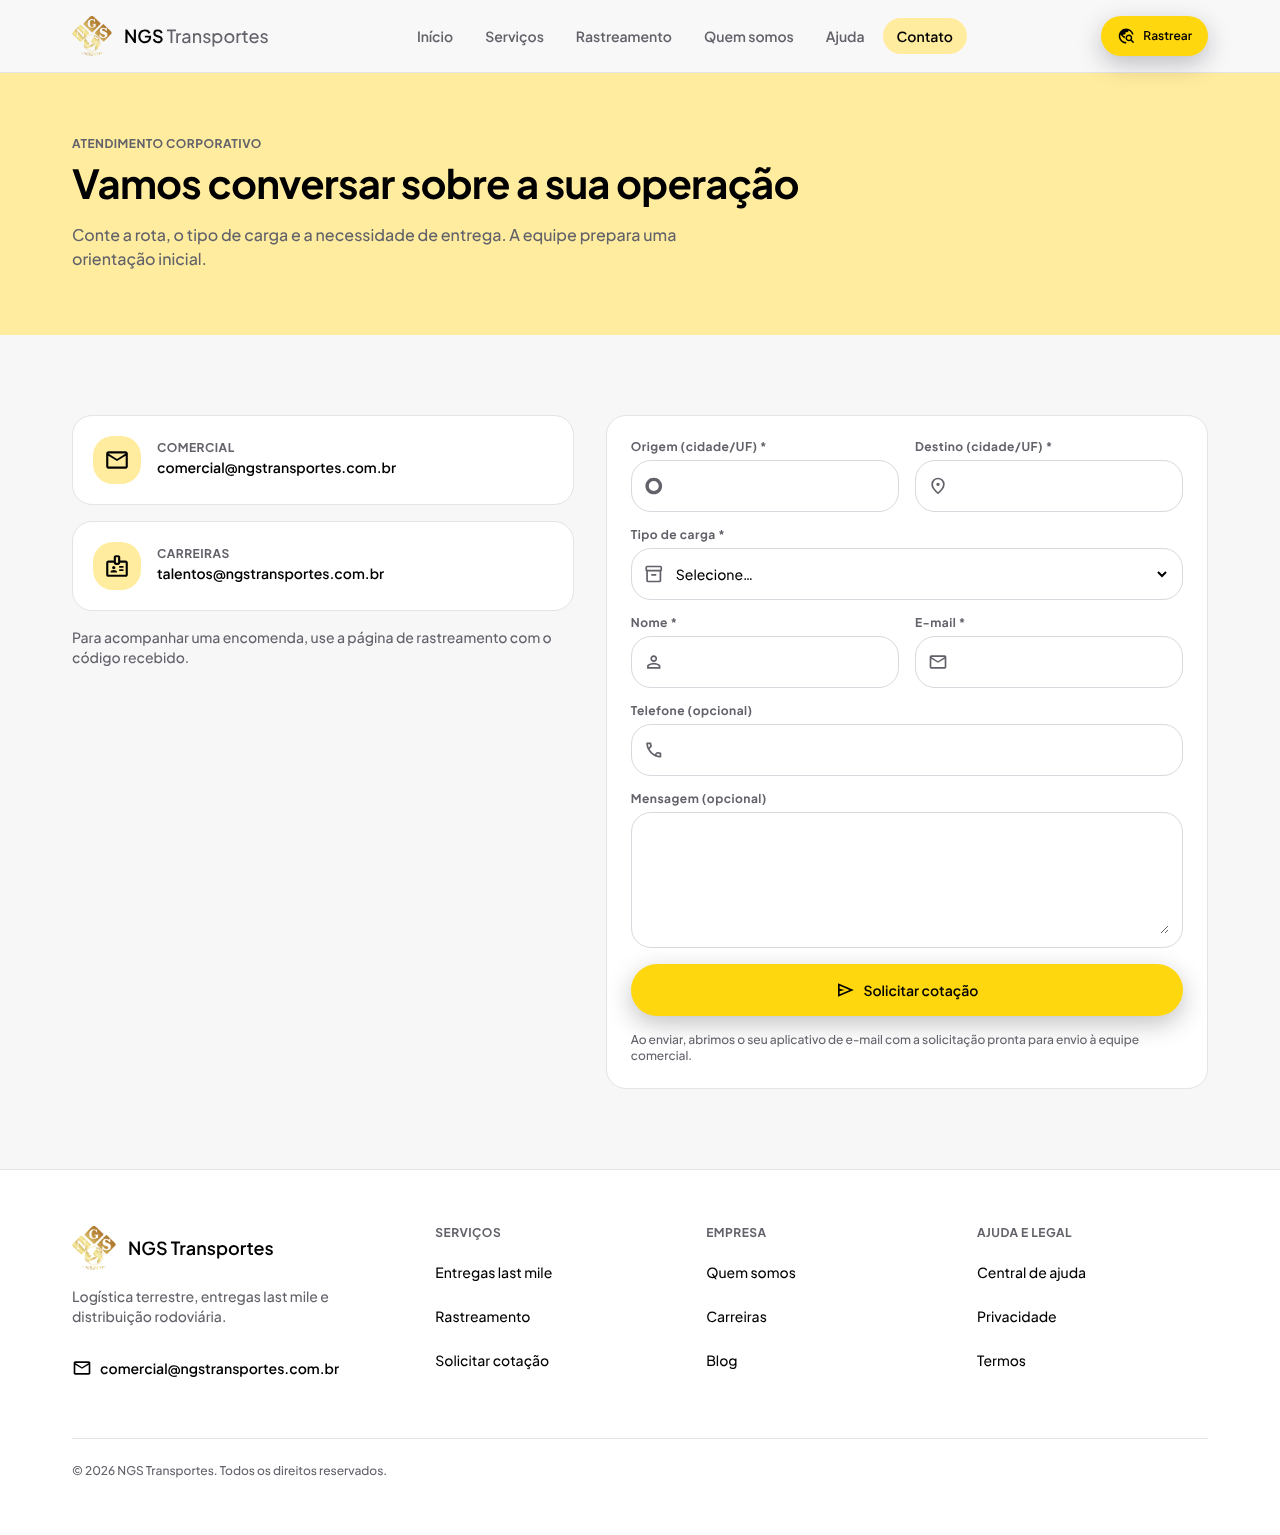 NGS Transportes
Início
Serviços
Rastreamento
Quem somos
Ajuda
Contato
Rastrear
ATENDIMENTO CORPORATIVO
Vamos conversar sobre a sua operação
Conte a rota, o tipo de carga e a necessidade de entrega. A equipe prepara uma
orientação inicial.
COMERCIAL
comercial@ngstransportes.com.br
CARREIRAS
talentos@ngstransportes.com.br
Para acompanhar uma encomenda, use a página de rastreamento com o
código recebido.
Origem (cidade/UF) *
Destino (cidade/UF) *
Tipo de carga *
Selecione...
Nome *
E-mail *
Telefone (opcional)
Mensagem (opcional)
Solicitar cotação
Ao enviar, abrimos o seu aplicativo de e-mail com a solicitação pronta para envio à equipe
comercial.
NGS Transportes
Logística terrestre, entregas last mile e
distribuição rodoviária.
comercial@ngstransportes.com.br
SERVIÇOS
Entregas last mile
Rastreamento
Solicitar cotação
EMPRESA
Quem somos
Carreiras
Blog
AJUDA E LEGAL
Central de ajuda
Privacidade
Termos
© 2026 NGS Transportes. Todos os direitos reservados.